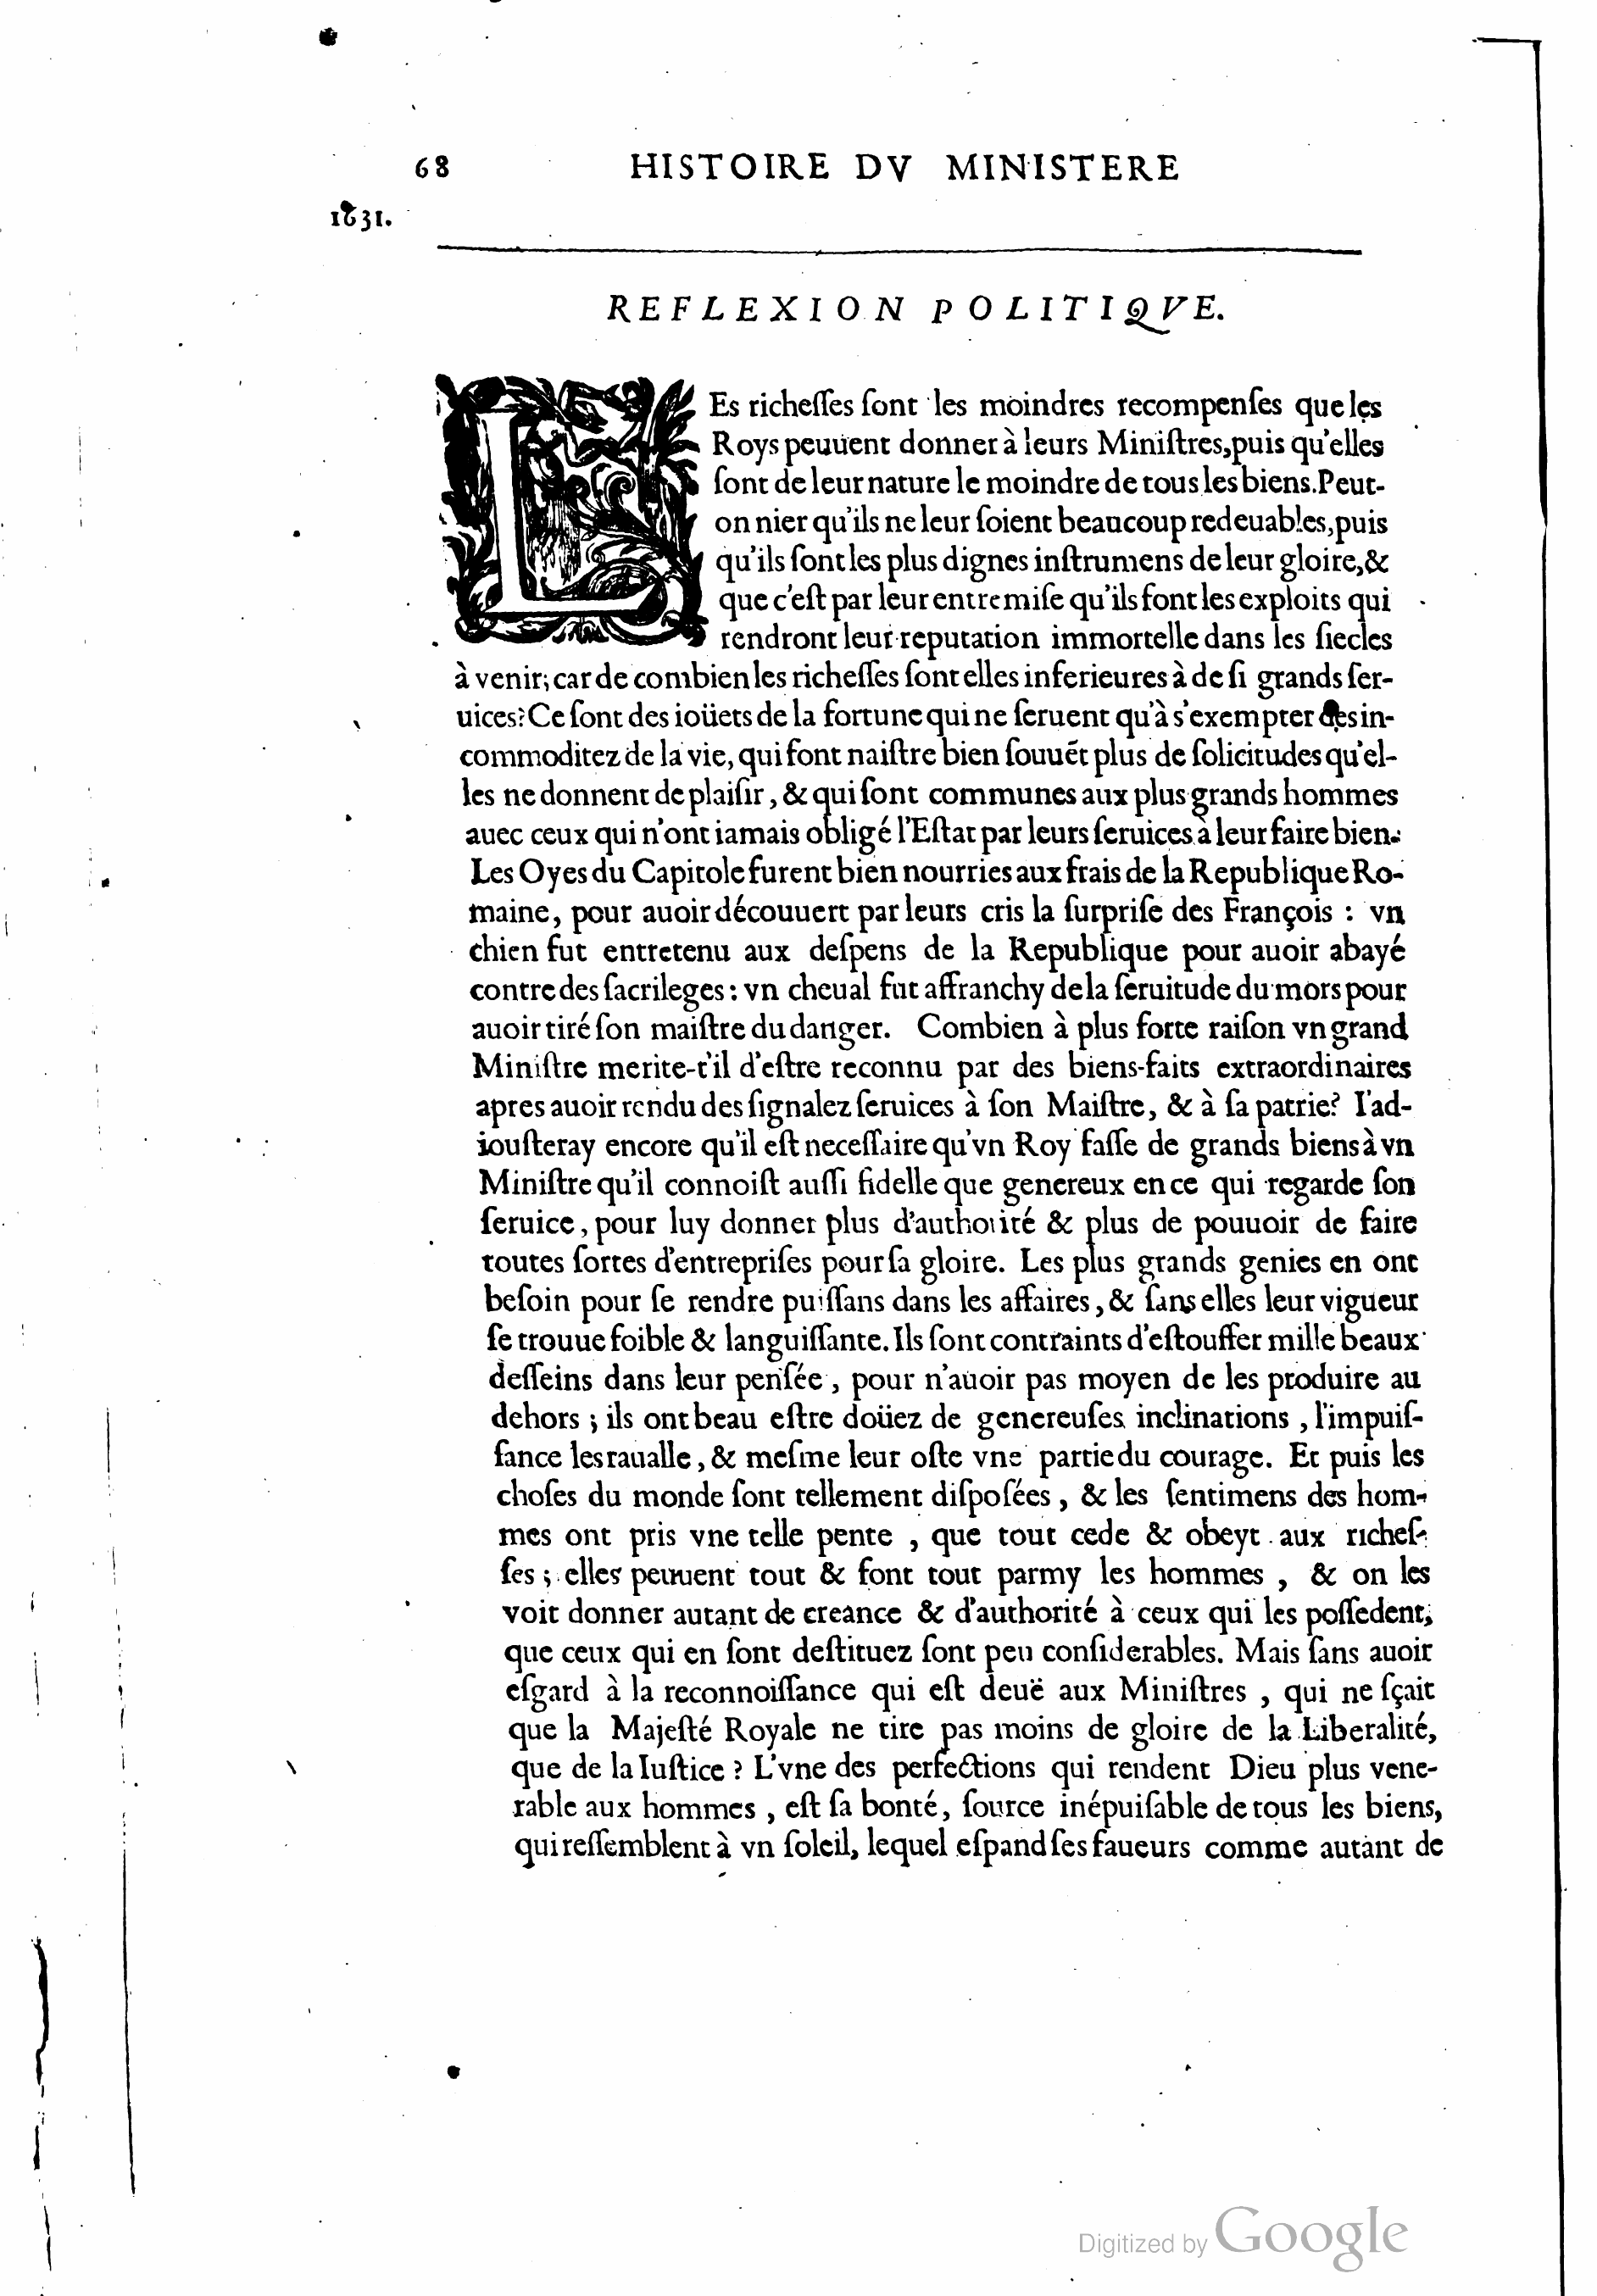 68 HISTOIRE DV MINISTERE
1631.
REFLEXION POLITIQVE.
LEs richeſſes ſont les moindres recompenſes que les
Roys peuuent donner à leurs Miniſtres, puis qu'elles
ſont de leur nature le moindre de tous les biens. Peut-
on nier qu'ils ne leur ſoient beaucoup redeuables, puis
qu'ils ſont les plus dignes inſtrumens de leur gloire, &
que c'eſt par leur entremiſe qu'ils font les exploits qui
rendront leur reputation immortelle dans les ſiecles
à venir; car de combien les richeſſes ſont elles inferieures à de ſi grands ſer-
uices? Ce ſont des ioüets de la fortune qui ne ſeruent qu'à s'exempter des in-
commoditez de la vie, qui font naiſtre bien ſouuēt plus de ſolicitudes qu'el-
les ne donnent de plaiſir, & qui ſont communes aux plus grands hommes
auec ceux qui n'ont iamais obligé l'Eſtat par leurs ſeruices à leur faire bien.
Les Oyes du Capitole furent bien nourries aux frais de la Republique Ro-
maine, pour auoir découuert par leurs cris la ſurpriſe des François : vn
chien fut entretenu aux deſpens de la Republique pour auoir abayé
contre des ſacrileges : vn cheual fut affranchy de la ſeruitude du mors pour
auoir tiré ſon maiſtre du danger. Combien à plus forte raiſon vn grand
Miniſtre merite-t'il d'eſtre reconnu par des biens-faits extraordinaires
apres auoir rendu des ſignalez ſeruices à ſon Maiſtre, & à ſa patrie? I'ad-
iouſteray encore qu'il eſt neceſſaire qu'vn Roy faſſe de grands biens à vn
Miniſtre qu'il connoiſt auſſi fidelle que genereux en ce qui regarde ſon
ſeruice, pour luy donner plus d'authorité & plus de pouuoir de faire
toutes ſortes d'entrepriſes pour ſa gloire. Les plus grands genies en ont
beſoin pour ſe rendre puiſſans dans les affaires, & ſans elles leur vigueur
ſe trouue foible & languiſſante. Ils ſont contraints d'eſtouffer mille beaux
deſſeins dans leur penſée, pour n'auoir pas moyen de les produire au
dehors ; ils ont beau eſtre doüez de genereuſes inclinations, l'impuiſ-
ſance les raualle, & meſme leur oſte vne partie du courage. Et puis les
choſes du monde ſont tellement diſpoſées, & les ſentimens des hom-
mes ont pris vne telle pente, que tout cede & obeyt aux richeſ-
ſes ; elles peuuent tout & font tout parmy les hommes, & on les
voit donner autant de creance & d'authorité à ceux qui les poſſedent,
que ceux qui en ſont deſtituez ſont peu conſiderables. Mais ſans auoir
eſgard à la reconnoiſſance qui eſt deuë aux Miniſtres, qui ne ſçait
que la Majeſté Royale ne tire pas moins de gloire de la Liberalité,
que de la Iuſtice ? L'vne des perfections qui rendent Dieu plus vene-
rable aux hommes, eſt ſa bonté, ſource inépuiſable de tous les biens,
qui reſſemblent à vn ſoleil, lequel eſpand ſes faueurs comme autant de
Digitized by Google